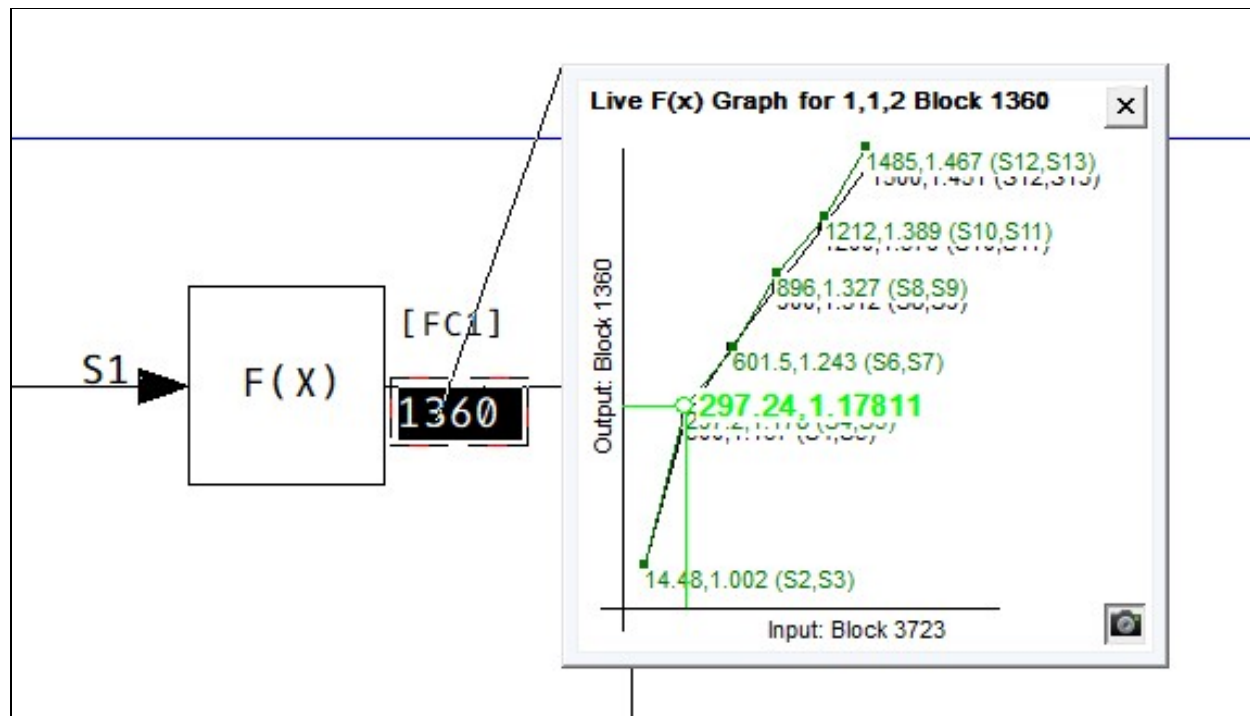 Live F(x) Graph for 1,1,2 Block 1360
1485,1.467 (S12,S13)
1212,1.389 (S10,S11)
896,1.327 (S8,S9)
601.5,1.243 (S6,S7)
297.24,1.17811
14.48,1.002 (S2,S3)
Output: Block 1360
Input: Block 3723
[FC1]
S1
F(X)
1360